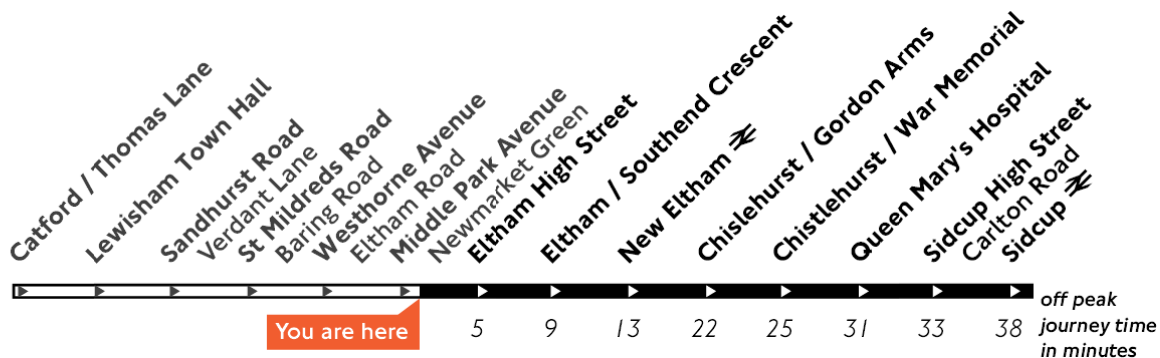 Catford / Thomas Lane
Lewisham Town Hall
Sandhurst Road
Verdant Lane
St Mildreds Road
Baring Road
Westhorne Avenue
Eltham Road
Middle Park Avenue
Newmarket Green
Eltham High Street
Eltham / Southend Crescent
New Eltham
Chislehurst / Gordon Arms
Chistlehurst / War Memorial
Queen Mary's Hospital
Sidcup High Street
Carlton Road
Sidcup
You are here
5 9 13 22 25 31 33 38
off peak
journey time
in minutes